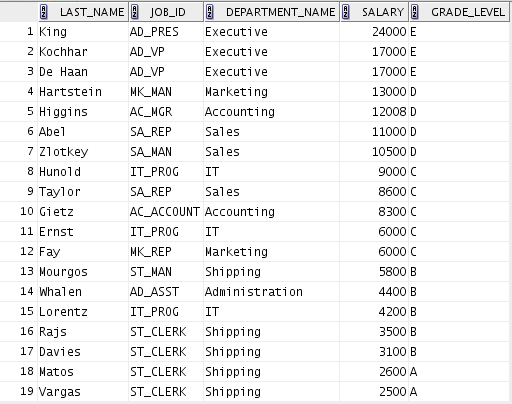 LAST_NAME JOB_ID DEPARTMENT_NAME SALARY GRADE_LEVEL
1 King AD_PRES Executive 24000 E
2 Kochhar AD_VP Executive 17000 E
3 De Haan AD_VP Executive 17000 E
4 Hartstein MK_MAN Marketing 13000 D
5 Higgins AC_MGR Accounting 12008 D
6 Abel SA_REP Sales 11000 D
7 Zlotkey SA_MAN Sales 10500 D
8 Hunold IT_PROG IT 9000 C
9 Taylor SA_REP Sales 8600 C
10 Gietz AC_ACCOUNT Accounting 8300 C
11 Ernst IT_PROG IT 6000 C
12 Fay MK_REP Marketing 6000 C
13 Mourgos ST_MAN Shipping 5800 B
14 Whalen AD_ASST Administration 4400 B
15 Lorentz IT_PROG IT 4200 B
16 Rajs ST_CLERK Shipping 3500 B
17 Davies ST_CLERK Shipping 3100 B
18 Matos ST_CLERK Shipping 2600 A
19 Vargas ST_CLERK Shipping 2500 A